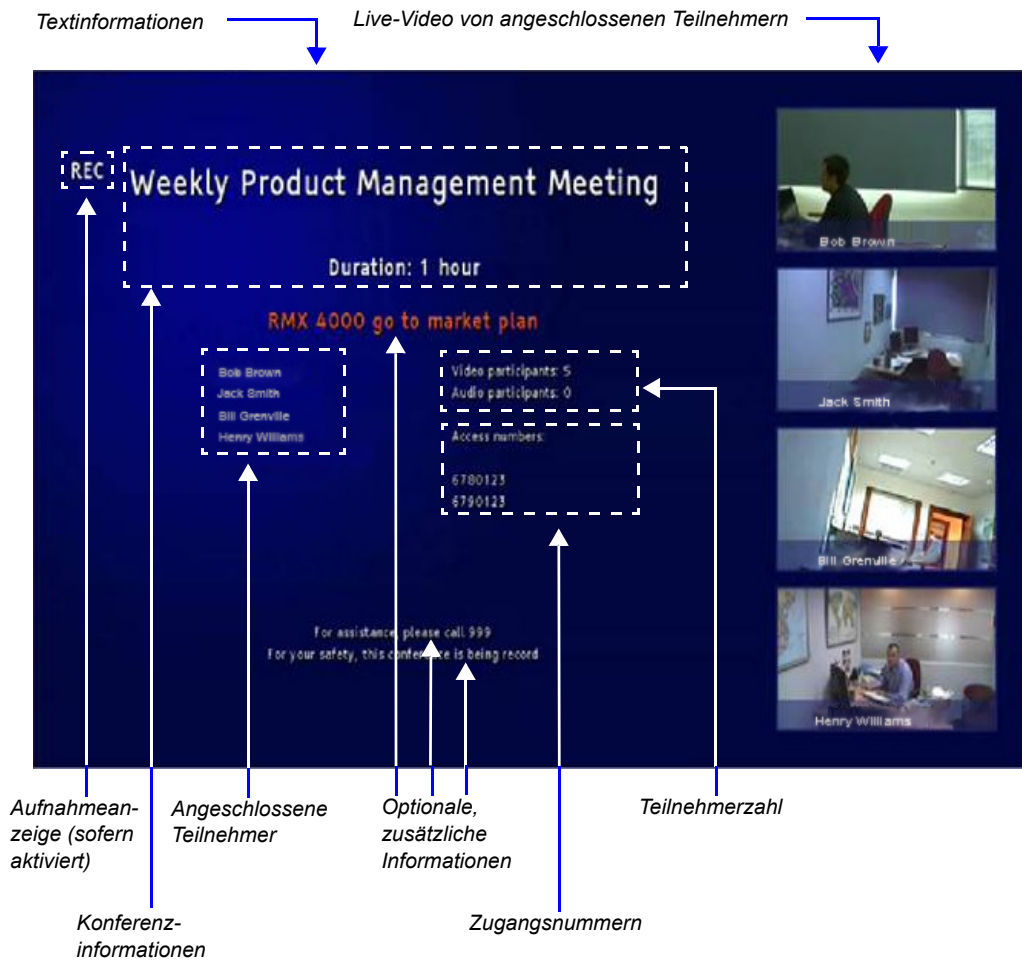 Textinformationen
Live-Video von angeschlossenen Teilnehmern
REC
Weekly Product Management Meeting
Duration: 1 hour
RMX 4000 go to market plan
Bob Brown
Jack Smith
Bill Grenville
Henry Williams
Video participants: 5
Audio participants: 0
Access numbers:
6780123
6790123
For assistance, please call 999
For your safety, this conference is being record
Bob Brown
Jack Smith
Bill Grenville
Henry Williams
Aufnahmean-
zeige (sofern
aktiviert)
Angeschlossene
Teilnehmer
Optionale,
zusätzliche
Informationen
Teilnehmerzahl
Konferenz-
informationen
Zugangsnummern